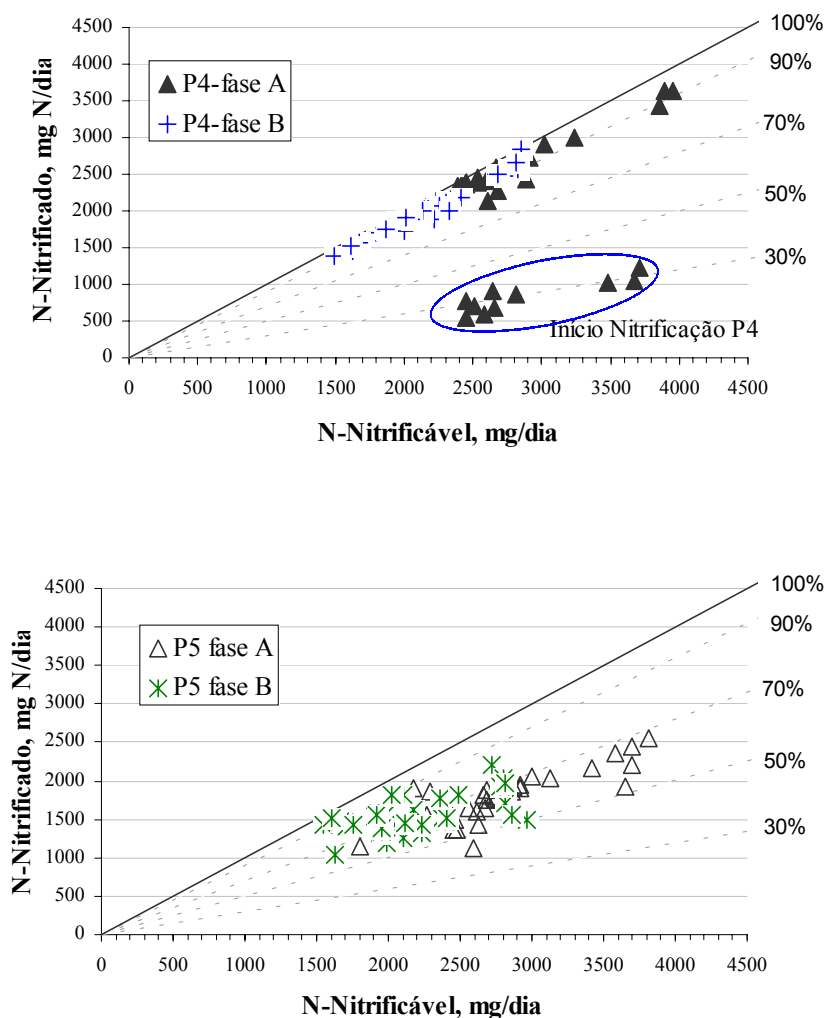 4500
4000
3500
3000
2500
2000
1500
1000
500
0
N-Nitrificado, mg N/dia
P4-fase A
P4-fase B
100%
90%
70%
50%
30%
Início Nitrificação P4
0 500 1000 1500 2000 2500 3000 3500 4000 4500
N-Nitrificável, mg/dia
4500
4000
3500
3000
2500
2000
1500
1000
500
0
N-Nitrificado, mg N/dia
P5 fase A
P5 fase B
100%
90%
70%
50%
30%
0 500 1000 1500 2000 2500 3000 3500 4000 4500
N-Nitrificável, mg/dia